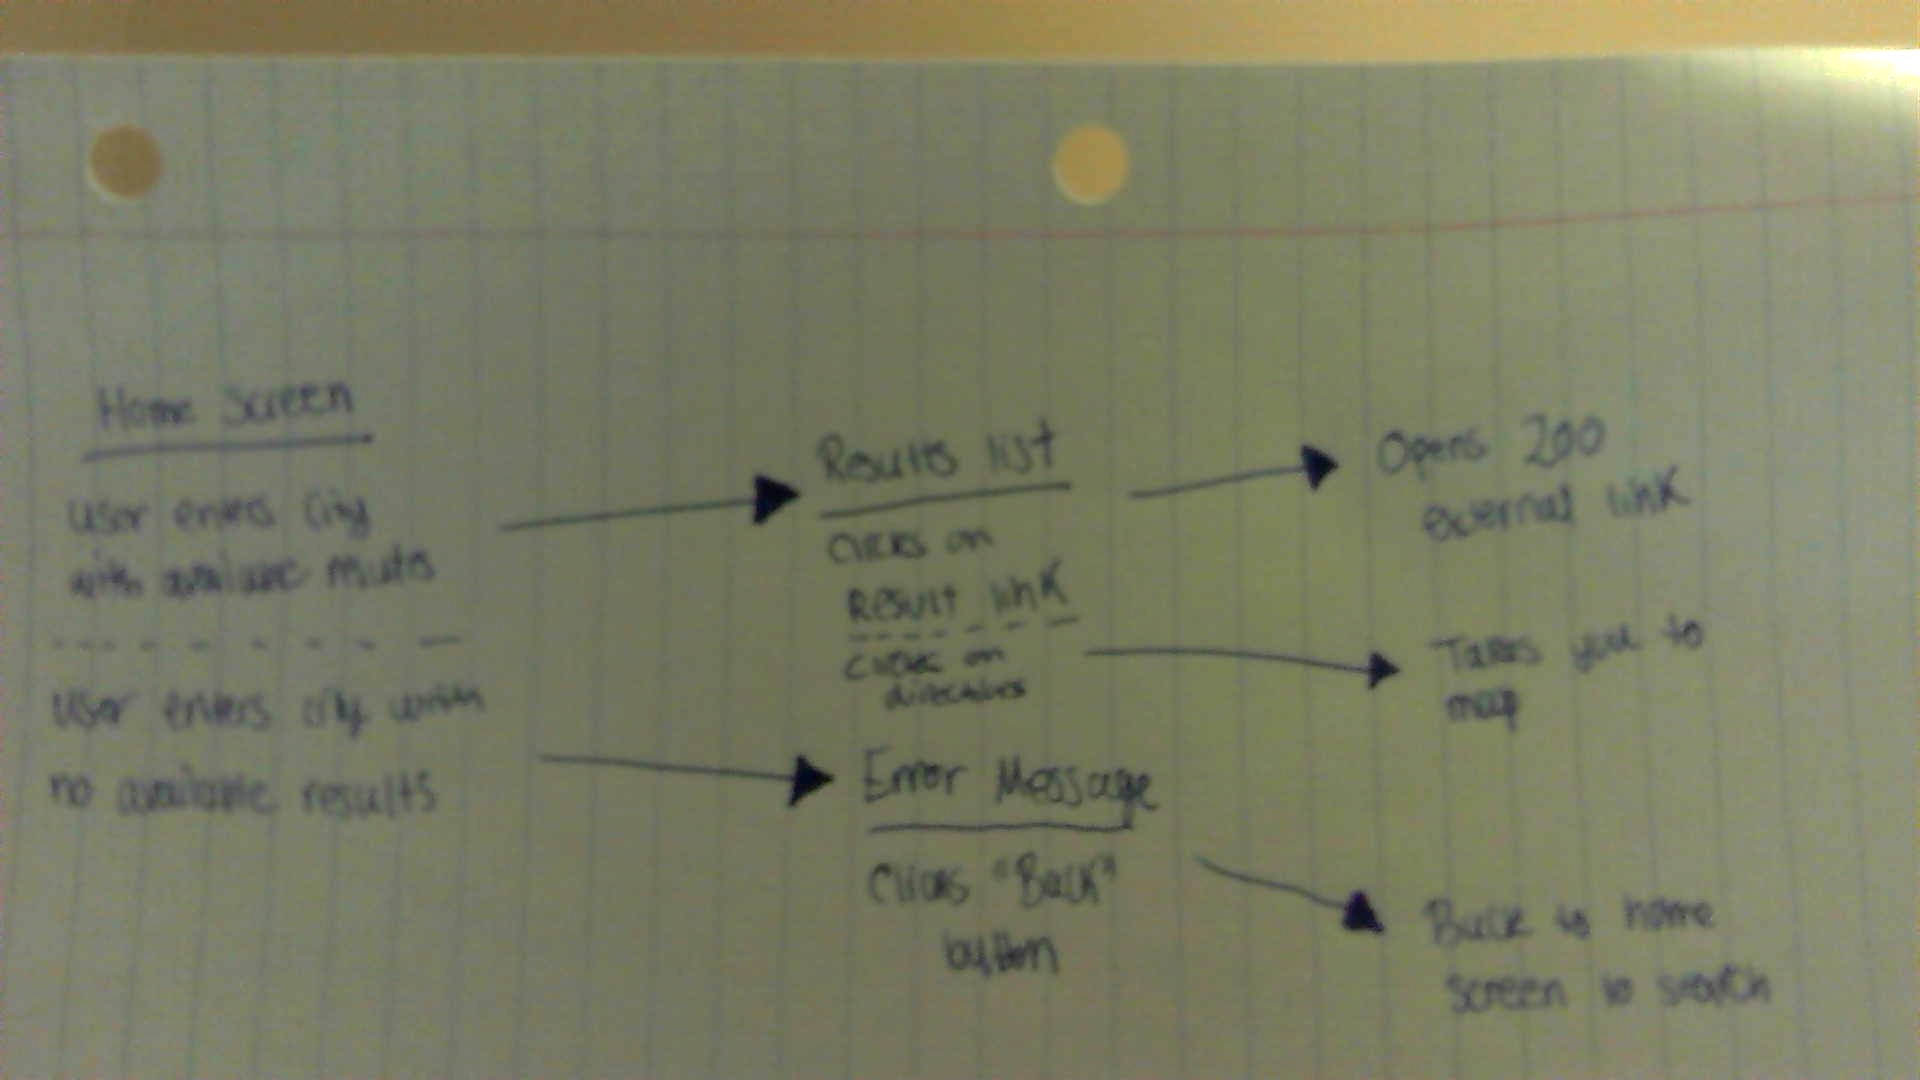 Home Screen
User enters city
with available results
User enters city with
no available results
Results list
clicks on
Result link
clicks on
directions
Error Message
Clicks "Back"
button
Opens 200
external link
Takes you to
map
Back to home
screen to search